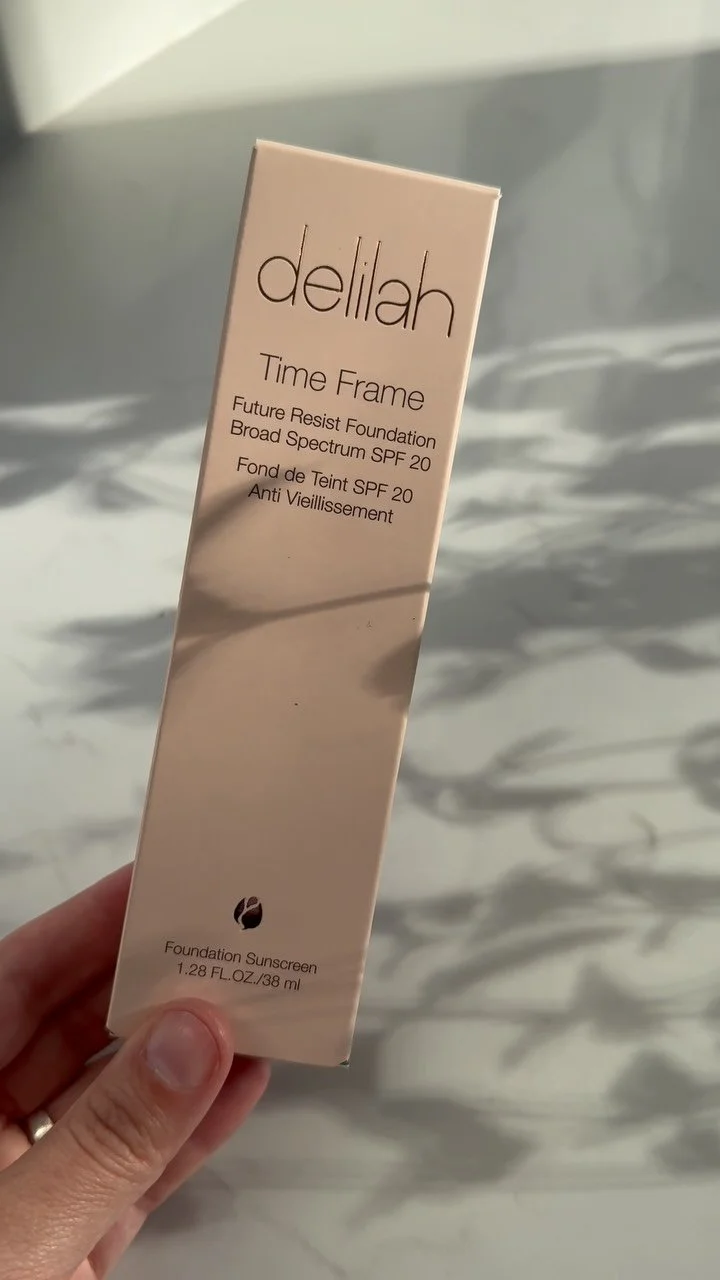 delilah
Time Frame
Future Resist Foundation
Broad Spectrum SPF 20
Fond de Teint SPF 20
Anti Vieillissement
Foundation Sunscreen
1.28 FL.OZ./38 ml